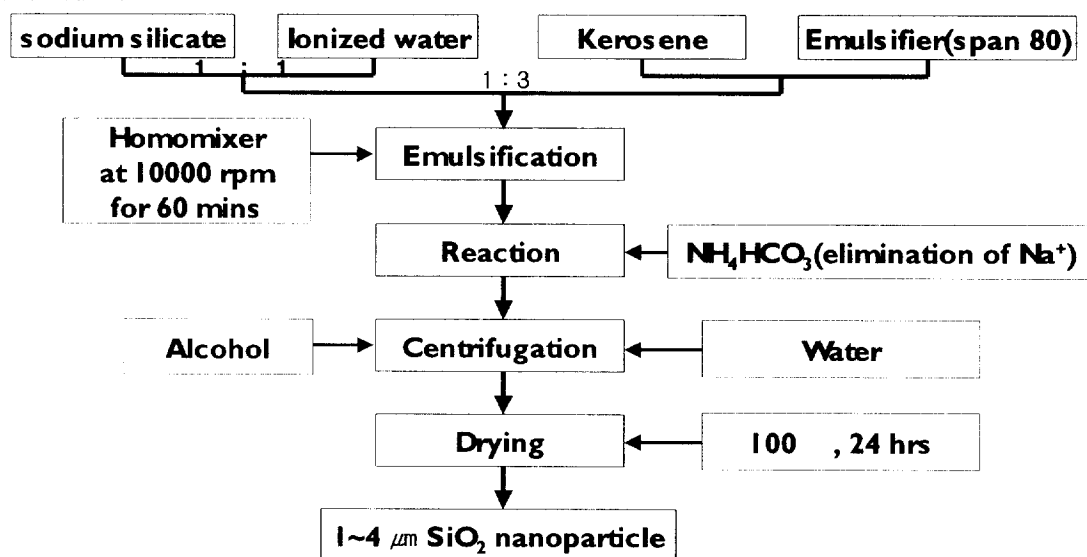 sodium silicate
Ionized water
Kerosene
Emulsifier(span 80)
1 : 1
1 : 3
Homomixer
at 10000 rpm
for 60 mins
Emulsification
Reaction
NH₄HCO₃(elimination of Na⁺)
Alcohol
Centrifugation
Water
Drying
100 , 24 hrs
1~4 ㎛ SiO₂ nanoparticle